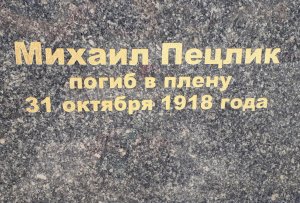 Михаил Пецлик
погиб в плену
31 октября 1918 года